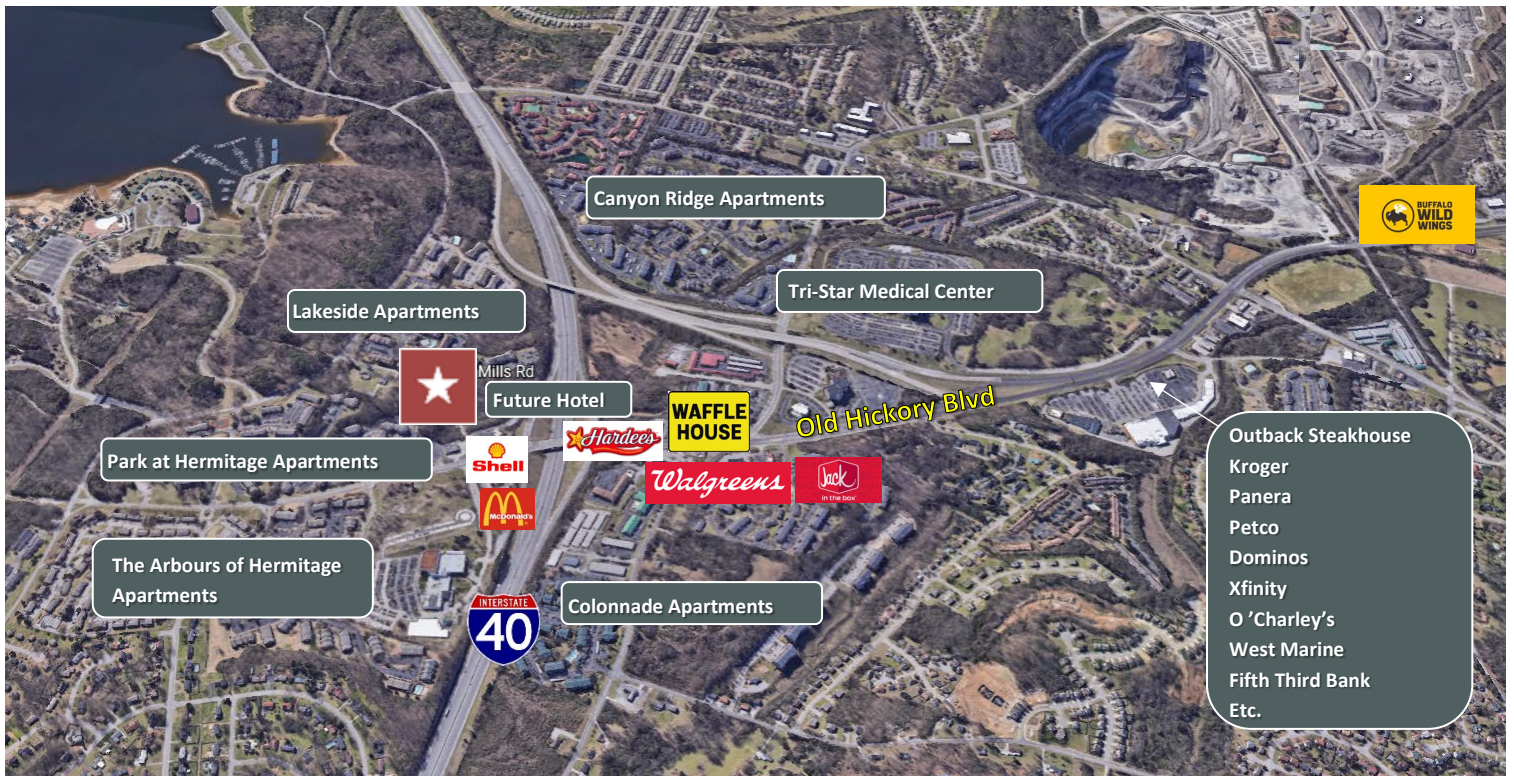 BUFFALO
WILD
WINGS
Canyon Ridge Apartments
Tri-Star Medical Center
Lakeside Apartments
Mills Rd
Future Hotel
WAFFLE
HOUSE
Old Hickory Blvd
Hardee's
Park at Hermitage Apartments
Shell
Walgreens
Jack
in the box
McDonald's
The Arbours of Hermitage
Apartments
INTERSTATE
40
Colonnade Apartments
Outback Steakhouse
Kroger
Panera
Petco
Dominos
Xfinity
O ’Charley’s
West Marine
Fifth Third Bank
Etc.